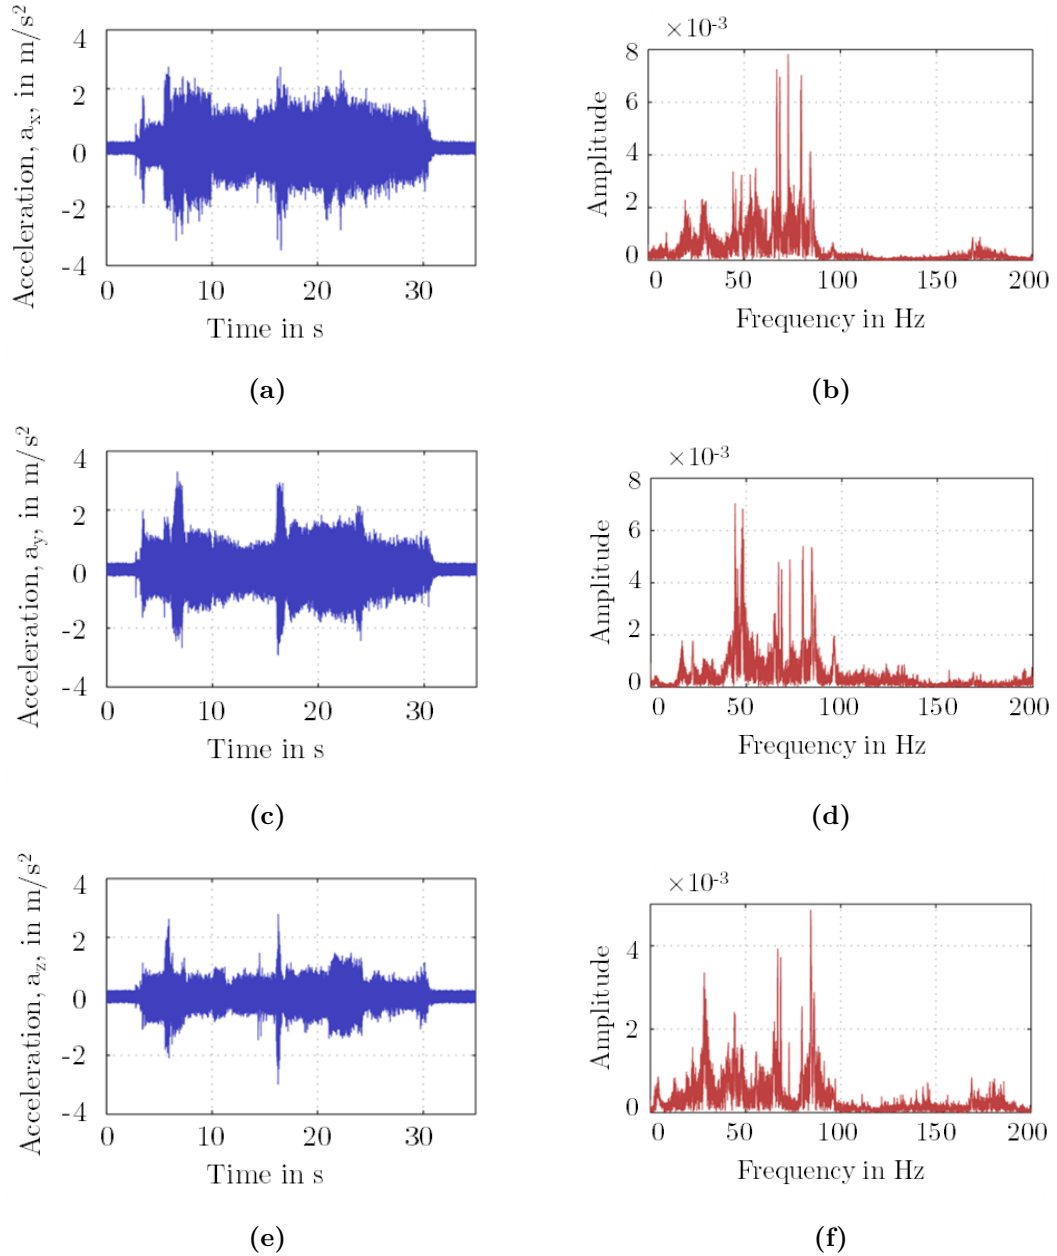 Acceleration, aₓ, in m/s²
4
2
0
-2
-4
0 10 20 30
Time in s
(a)
×10⁻³
Amplitude
8
6
4
2
0
0 50 100 150 200
Frequency in Hz
(b)
Acceleration, a_y, in m/s²
4
2
0
-2
-4
0 10 20 30
Time in s
(c)
×10⁻³
Amplitude
8
6
4
2
0
0 50 100 150 200
Frequency in Hz
(d)
Acceleration, a_z, in m/s²
4
2
0
-2
-4
0 10 20 30
Time in s
(e)
×10⁻³
Amplitude
4
2
0
0 50 100 150 200
Frequency in Hz
(f)